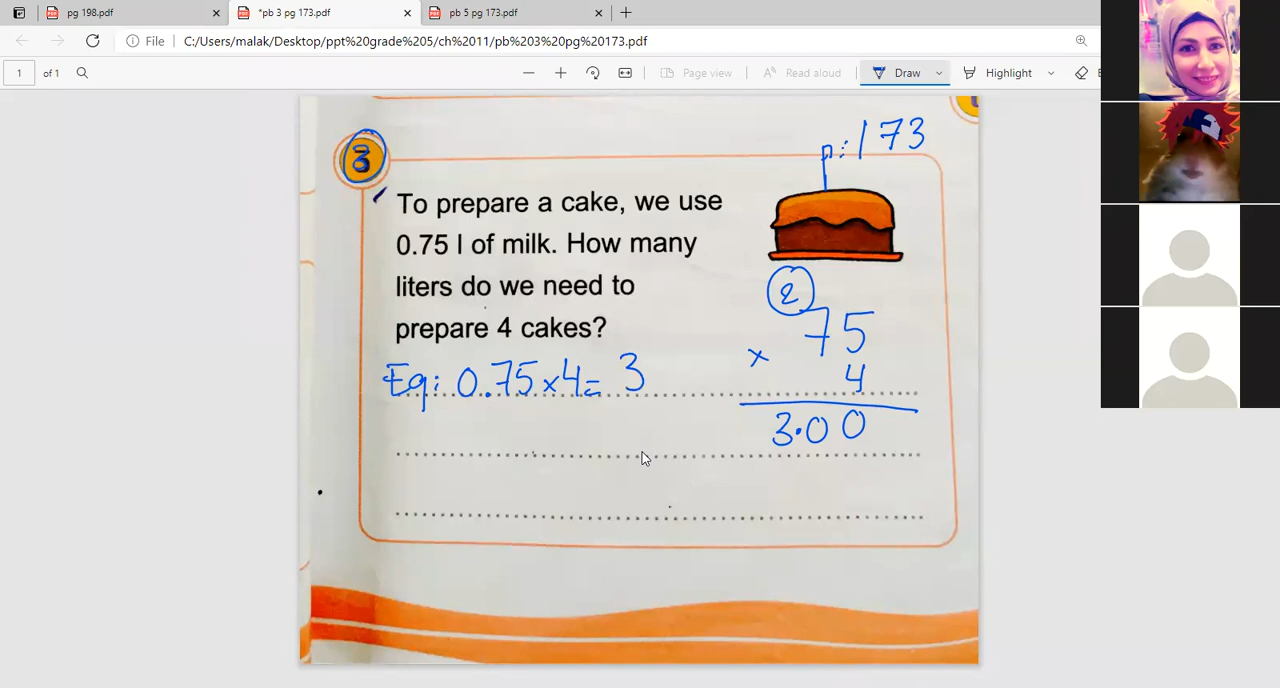 pg 198.pdf
*pb 3 pg 173.pdf
pb 5 pg 173.pdf
File
C:/Users/malak/Desktop/ppt%20grade%205/ch%2011/pb%203%20pg%20173.pdf
1
of 1
Page view
Read aloud
Draw
Highlight
p: 173
3
To prepare a cake, we use
0.75 l of milk. How many
liters do we need to
prepare 4 cakes?
Eq: 0.75 x 4 = 3
2
75
x 4
3.00